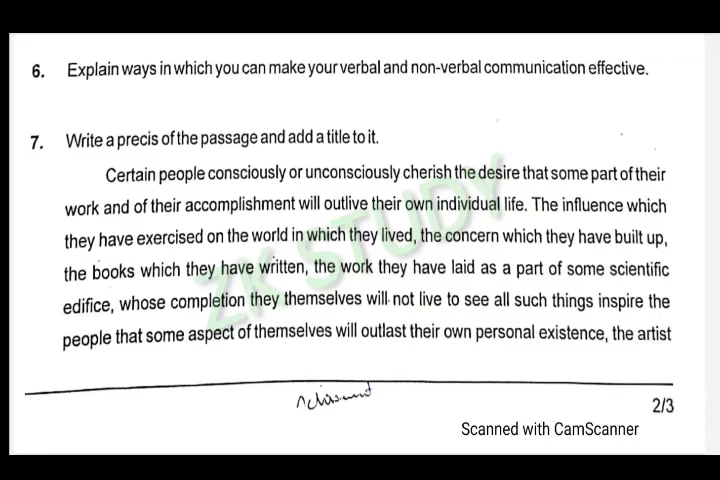 6. Explain ways in which you can make your verbal and non-verbal communication effective.
7. Write a precis of the passage and add a title to it.
Certain people consciously or unconsciously cherish the desire that some part of their
work and of their accomplishment will outlive their own individual life. The influence which
they have exercised on the world in which they lived, the concern which they have built up,
the books which they have written, the work they have laid as a part of some scientific
edifice, whose completion they themselves will not live to see all such things inspire the
people that some aspect of themselves will outlast their own personal existence, the artist
ZK STUDY
2/3
Scanned with CamScanner